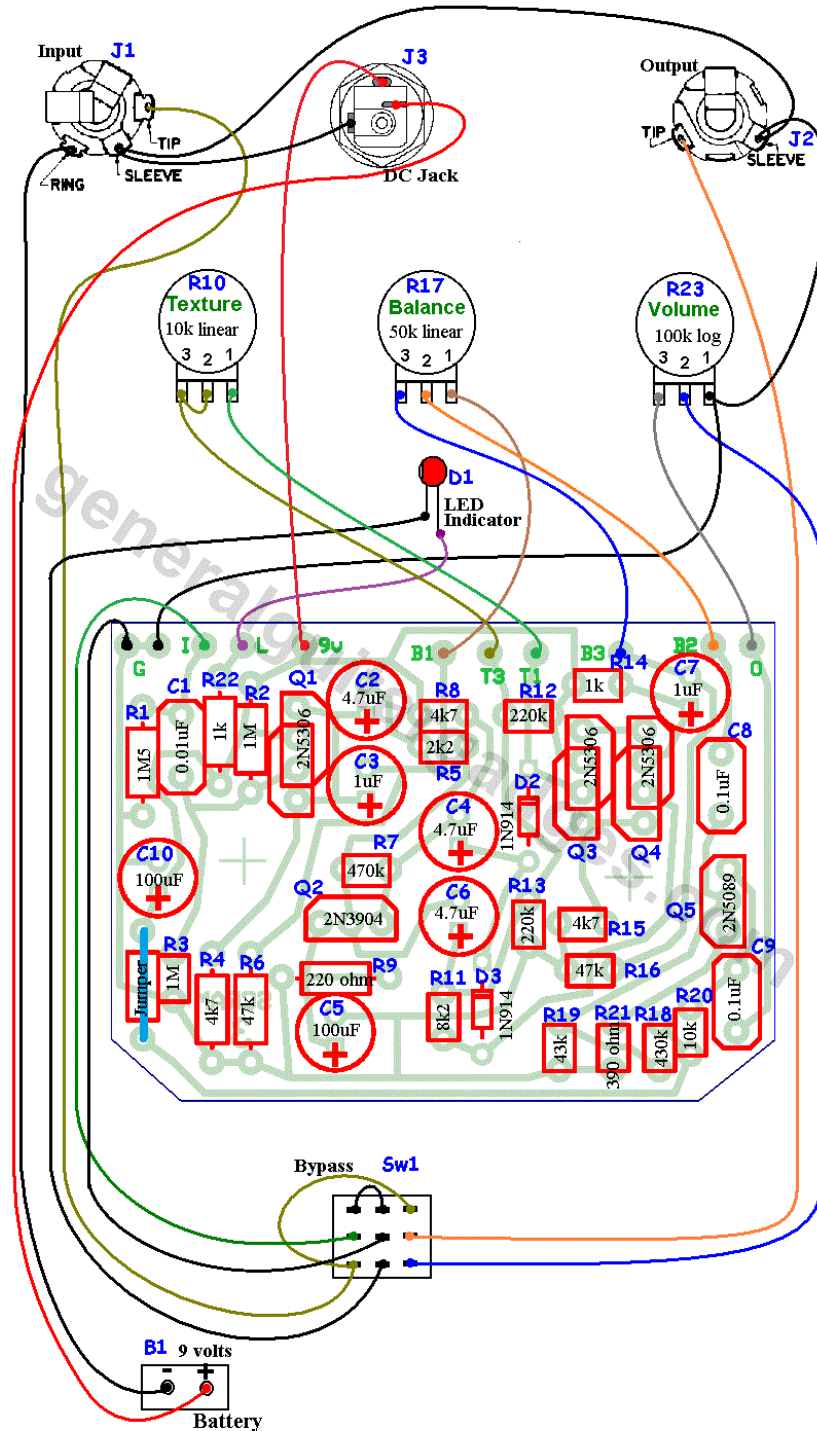 Input
J1
J3
Output
TIP
RING
SLEEVE
DC Jack
TIP
J2
SLEEVE
R10
Texture
10k linear
3 2 1
R17
Balance
50k linear
3 2 1
R23
Volume
100k log
3 2 1
D1
LED
Indicator
generalguitargadgets.com
G
I
L
9v
B1
T3
T1
B3
B2
O
R1
1M5
C1
0.01uF
R22
1k
R2
1M
Q1
2N5306
C2
4.7uF
+
C3
1uF
+
R8
4k7
2k2
R5
R12
220k
R14
1k
C7
1uF
+
D2
1N914
2N5306
Q3
2N5306
Q4
C8
0.1uF
C4
4.7uF
+
C10
100uF
+
R7
470k
Q2
2N3904
C6
4.7uF
+
R13
220k
4k7
R15
47k
R16
Q5
2N5089
C9
0.1uF
Jumper
R3
1M
R4
4k7
R6
47k
220 ohm
R9
C5
100uF
+
R11
8k2
D3
1N914
R19
43k
R21
390 ohm
R18
430k
R20
10k
Bypass
Sw1
B1
9 volts
- +
Battery